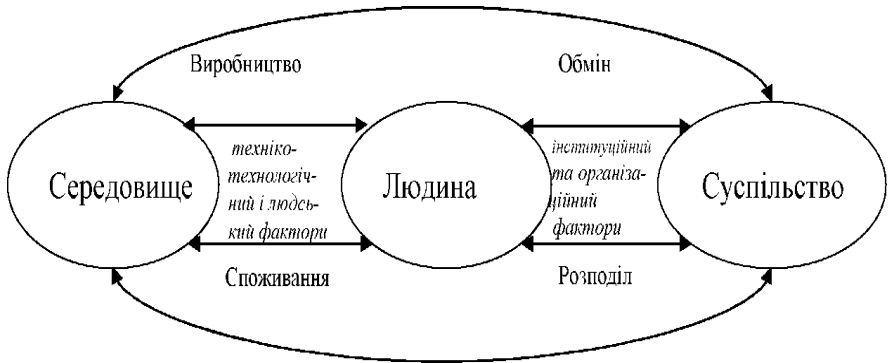 Виробництво
Обмін
Середовище
техніко-
технологіч-
ний і людсь-
кий фактори
Людина
інституційний
та організа-
ційний
фактори
Суспільство
Споживання
Розподіл